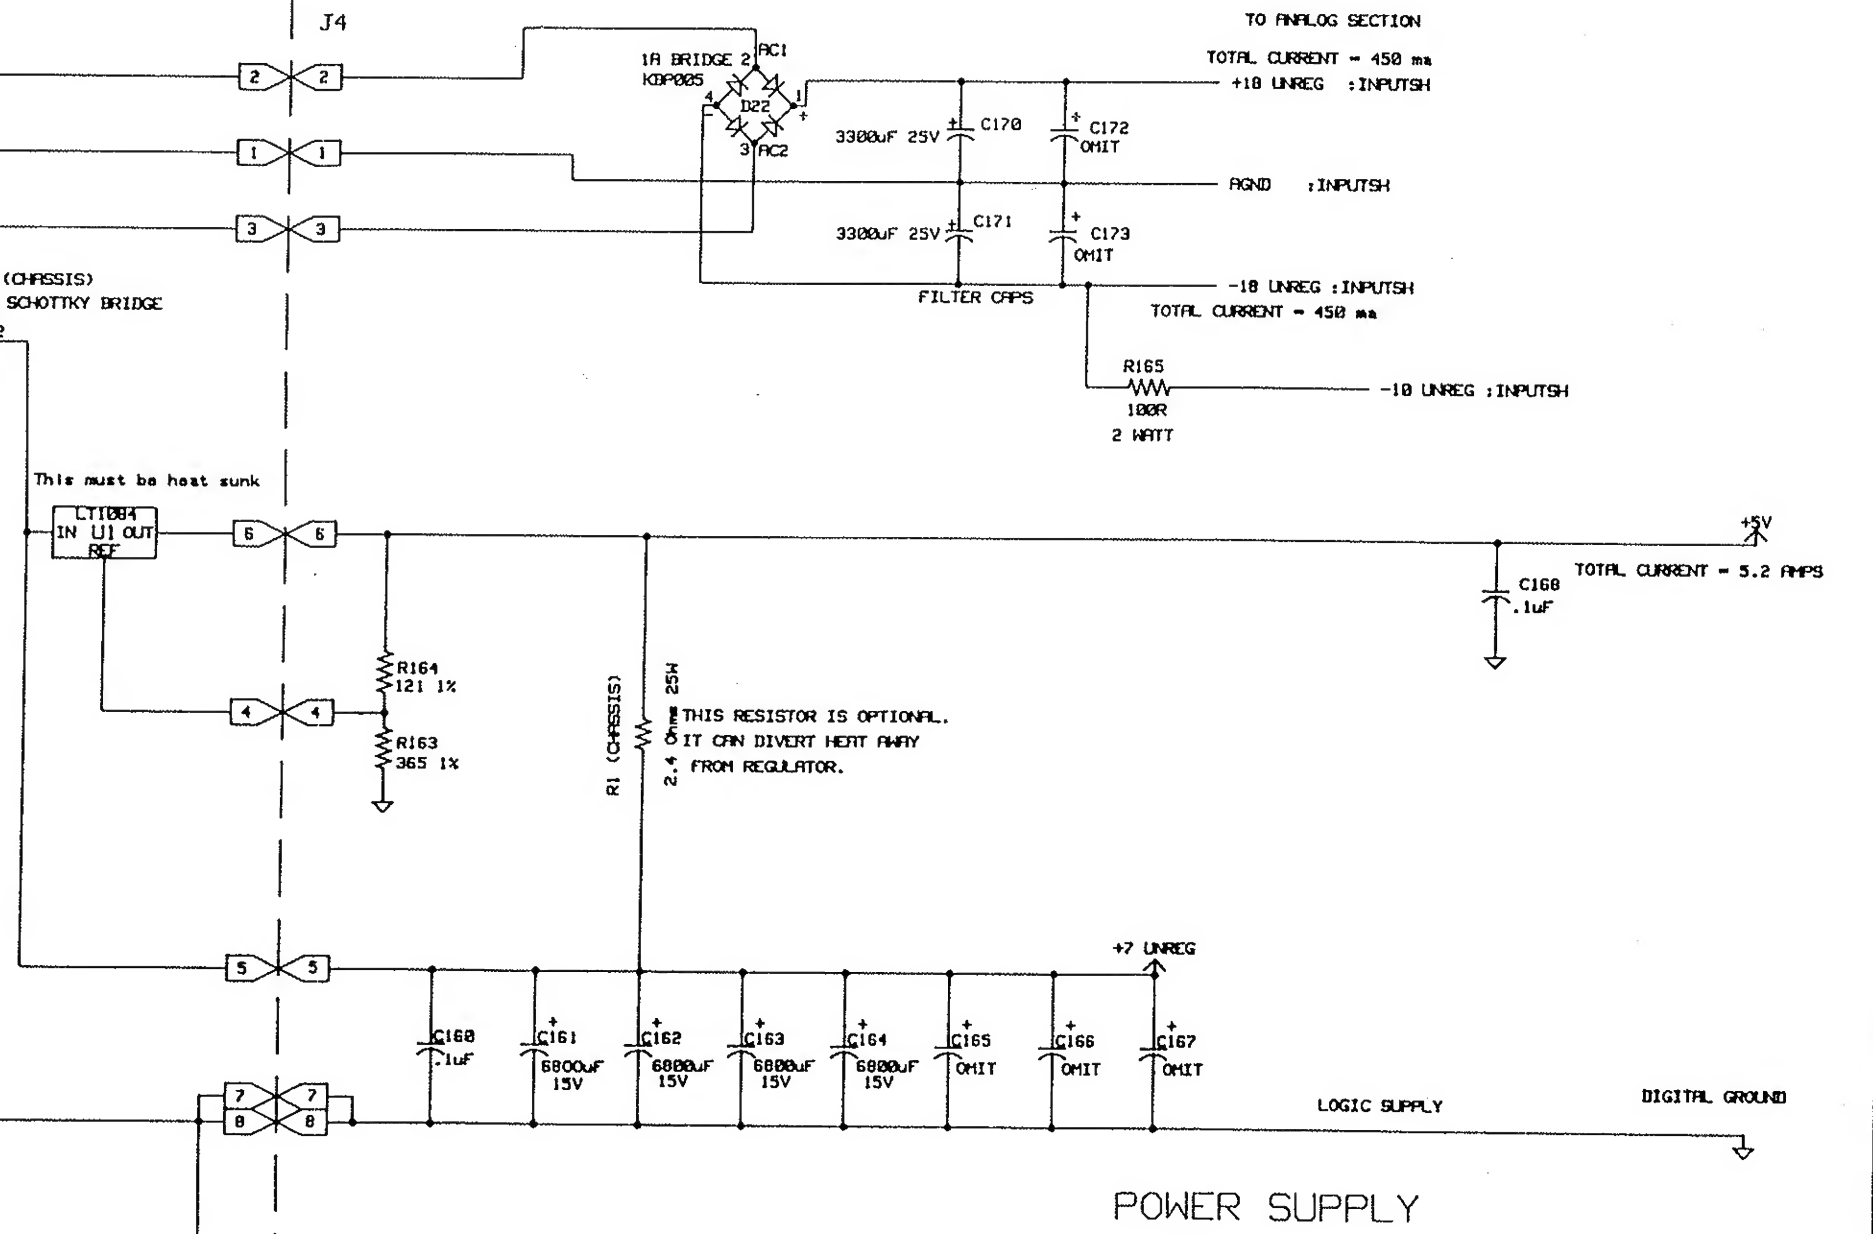 J4
TO ANALOG SECTION
TOTAL CURRENT = 450 ma
+18 UNREG :INPUTSH
1A BRIDGE 2
KBP005
AC1
4
D22
1
-
+
3
AC2
2 2
1 1
3 3
3300uF 25V
+
C170
+
C172
OMIT
AGND :INPUTSH
3300uF 25V
+
C171
+
C173
OMIT
FILTER CAPS
-18 UNREG :INPUTSH
TOTAL CURRENT = 450 ma
(CHASSIS)
SCHOTTKY BRIDGE
2
R165
100R
2 WATT
-10 UNREG :INPUTSH
This must be heat sunk
LT1084
IN U1 OUT
REF
6 6
+5V
TOTAL CURRENT = 5.2 AMPS
C168
.1uF
R164
121 1%
4 4
R163
365 1%
R1 (CHASSIS)
2.4 Ohms 25W
THIS RESISTOR IS OPTIONAL.
IT CAN DIVERT HEAT AWAY
FROM REGULATOR.
5 5
+7 UNREG
C160
.1uF
+
C161
6800uF
15V
+
C162
6800uF
15V
+
C163
6800uF
15V
+
C164
6800uF
15V
+
C165
OMIT
+
C166
OMIT
+
C167
OMIT
7 7
8 8
LOGIC SUPPLY
DIGITAL GROUND
POWER SUPPLY